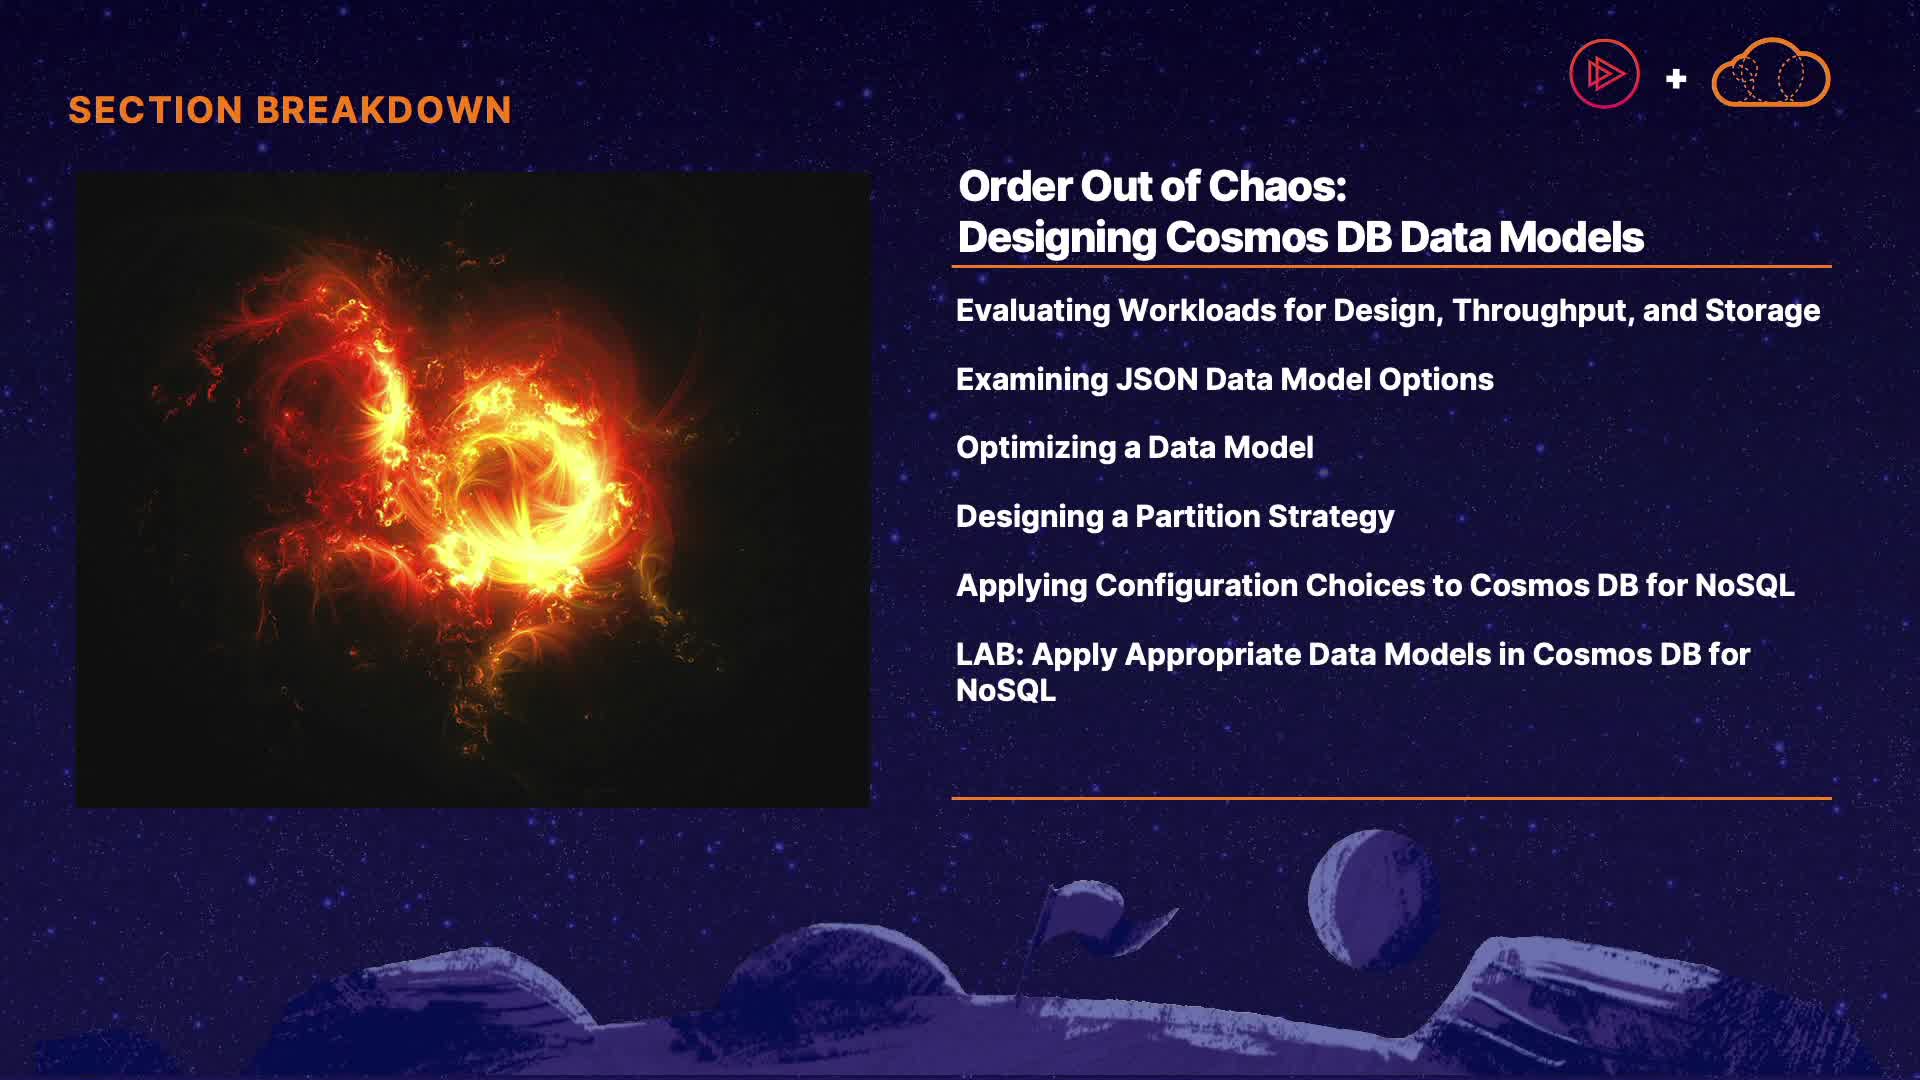 SECTION BREAKDOWN
Order Out of Chaos:
Designing Cosmos DB Data Models
Evaluating Workloads for Design, Throughput, and Storage
Examining JSON Data Model Options
Optimizing a Data Model
Designing a Partition Strategy
Applying Configuration Choices to Cosmos DB for NoSQL
LAB: Apply Appropriate Data Models in Cosmos DB for
NoSQL